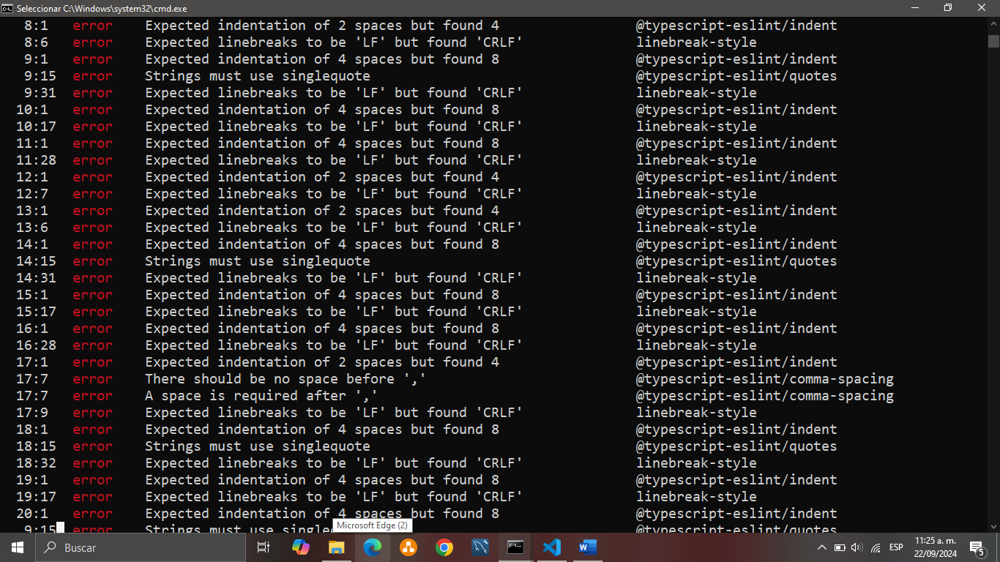 Seleccionar C:\Windows\system32\cmd.exe
8:1 error Expected indentation of 2 spaces but found 4 @typescript-eslint/indent
8:6 error Expected linebreaks to be 'LF' but found 'CRLF' linebreak-style
9:1 error Expected indentation of 4 spaces but found 8 @typescript-eslint/indent
9:15 error Strings must use singlequote @typescript-eslint/quotes
9:31 error Expected linebreaks to be 'LF' but found 'CRLF' linebreak-style
10:1 error Expected indentation of 4 spaces but found 8 @typescript-eslint/indent
10:17 error Expected linebreaks to be 'LF' but found 'CRLF' linebreak-style
11:1 error Expected indentation of 4 spaces but found 8 @typescript-eslint/indent
11:28 error Expected linebreaks to be 'LF' but found 'CRLF' linebreak-style
12:1 error Expected indentation of 2 spaces but found 4 @typescript-eslint/indent
12:7 error Expected linebreaks to be 'LF' but found 'CRLF' linebreak-style
13:1 error Expected indentation of 2 spaces but found 4 @typescript-eslint/indent
13:6 error Expected linebreaks to be 'LF' but found 'CRLF' linebreak-style
14:1 error Expected indentation of 4 spaces but found 8 @typescript-eslint/indent
14:15 error Strings must use singlequote @typescript-eslint/quotes
14:31 error Expected linebreaks to be 'LF' but found 'CRLF' linebreak-style
15:1 error Expected indentation of 4 spaces but found 8 @typescript-eslint/indent
15:17 error Expected linebreaks to be 'LF' but found 'CRLF' linebreak-style
16:1 error Expected indentation of 4 spaces but found 8 @typescript-eslint/indent
16:28 error Expected linebreaks to be 'LF' but found 'CRLF' linebreak-style
17:1 error Expected indentation of 2 spaces but found 4 @typescript-eslint/indent
17:7 error There should be no space before ',' @typescript-eslint/comma-spacing
17:7 error A space is required after ',' @typescript-eslint/comma-spacing
17:9 error Expected linebreaks to be 'LF' but found 'CRLF' linebreak-style
18:1 error Expected indentation of 4 spaces but found 8 @typescript-eslint/indent
18:15 error Strings must use singlequote @typescript-eslint/quotes
18:32 error Expected linebreaks to be 'LF' but found 'CRLF' linebreak-style
19:1 error Expected indentation of 4 spaces but found 8 @typescript-eslint/indent
19:17 error Expected linebreaks to be 'LF' but found 'CRLF' linebreak-style
20:1 error Expected indentation of 4 spaces but found 8 @typescript-eslint/indent
9:15 error Strings must use @typescript-eslint/quotes
Microsoft Edge (2)
Buscar
ESP
11:25 a. m.
22/09/2024
5